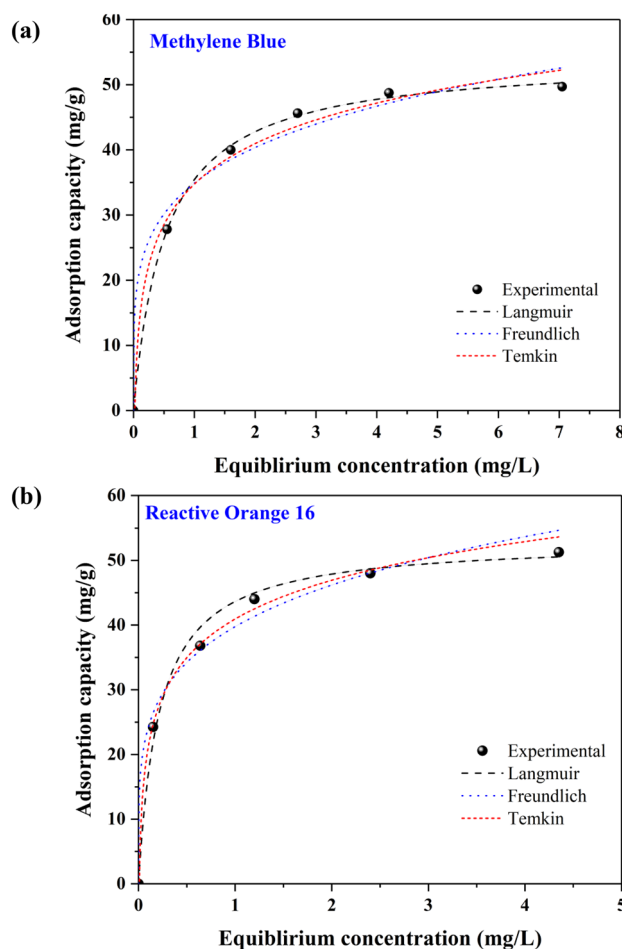 (a)
Methylene Blue
Adsorption capacity (mg/g)
60
50
40
30
20
10
0
Experimental
Langmuir
Freundlich
Temkin
0 1 2 3 4 5 6 7 8
Equiblirium concentration (mg/L)
(b)
Reactive Orange 16
Adsorption capacity (mg/g)
60
50
40
30
20
10
0
Experimental
Langmuir
Freundlich
Temkin
0 1 2 3 4 5
Equiblirium concentration (mg/L)